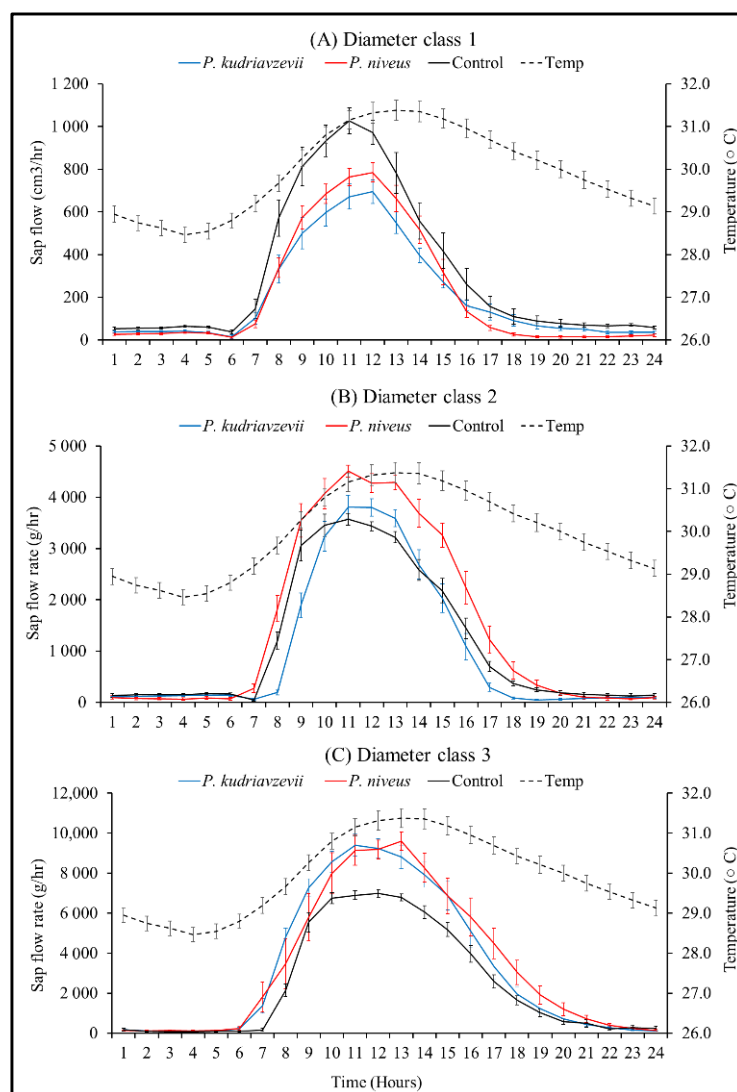 (A) Diameter class 1
P. kudriavzevii P. niveus Control Temp
Sap flow (cm3/hr)
1 200
1 000
800
600
400
200
0
32.0
31.0
30.0
29.0
28.0
27.0
26.0
Temperature (○ C)
1 2 3 4 5 6 7 8 9 10 11 12 13 14 15 16 17 18 19 20 21 22 23 24
(B) Diameter class 2
P. kudriavzevii P. niveus Control Temp
Sap flow rate (g/hr)
5 000
4 000
3 000
2 000
1 000
0
32.0
31.0
30.0
29.0
28.0
27.0
26.0
Temperature (○ C)
1 2 3 4 5 6 7 8 9 10 11 12 13 14 15 16 17 18 19 20 21 22 23 24
(C) Diameter class 3
P. kudriavzevii P. niveus Control Temp
Sap flow rate (g/hr)
12,000
10 000
8 000
6 000
4 000
2 000
0
32.0
31.0
30.0
29.0
28.0
27.0
26.0
Temperature (○ C)
1 2 3 4 5 6 7 8 9 10 11 12 13 14 15 16 17 18 19 20 21 22 23 24
Time (Hours)